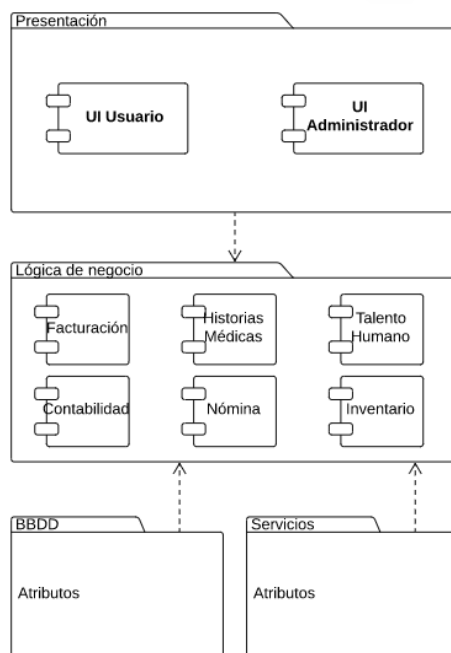 Presentación
UI Usuario
UI
Administrador
Lógica de negocio
Facturación
Historias
Médicas
Talento
Humano
Contabilidad
Nómina
Inventario
BBDD
Servicios
Atributos
Atributos